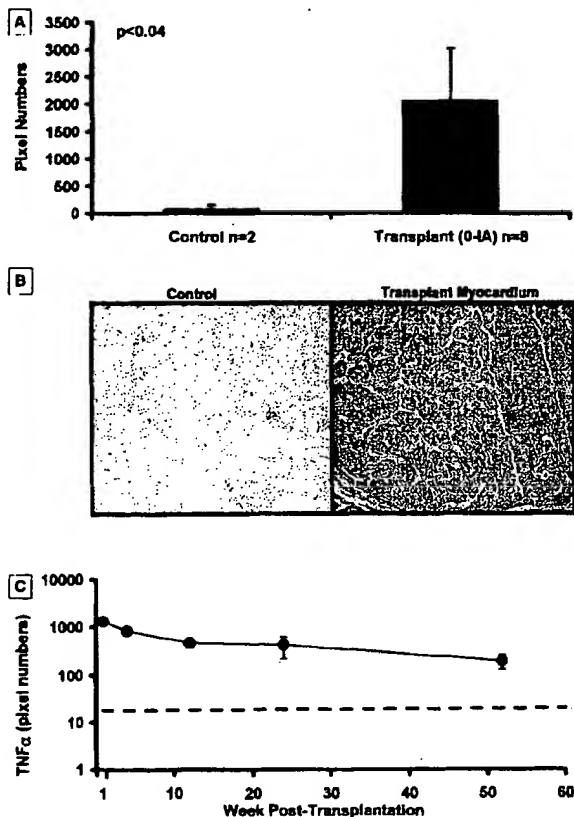 A
p<0.04
3500
3000
2500
2000
1500
1000
500
0
Pixel Numbers
Control n=2
Transplant (0-IA) n=8
B
Control
Transplant Myocardium
C
10000
1000
100
10
1
TNFα (pixel numbers)
1 10 20 30 40 50 60
Week Post-Transplantation